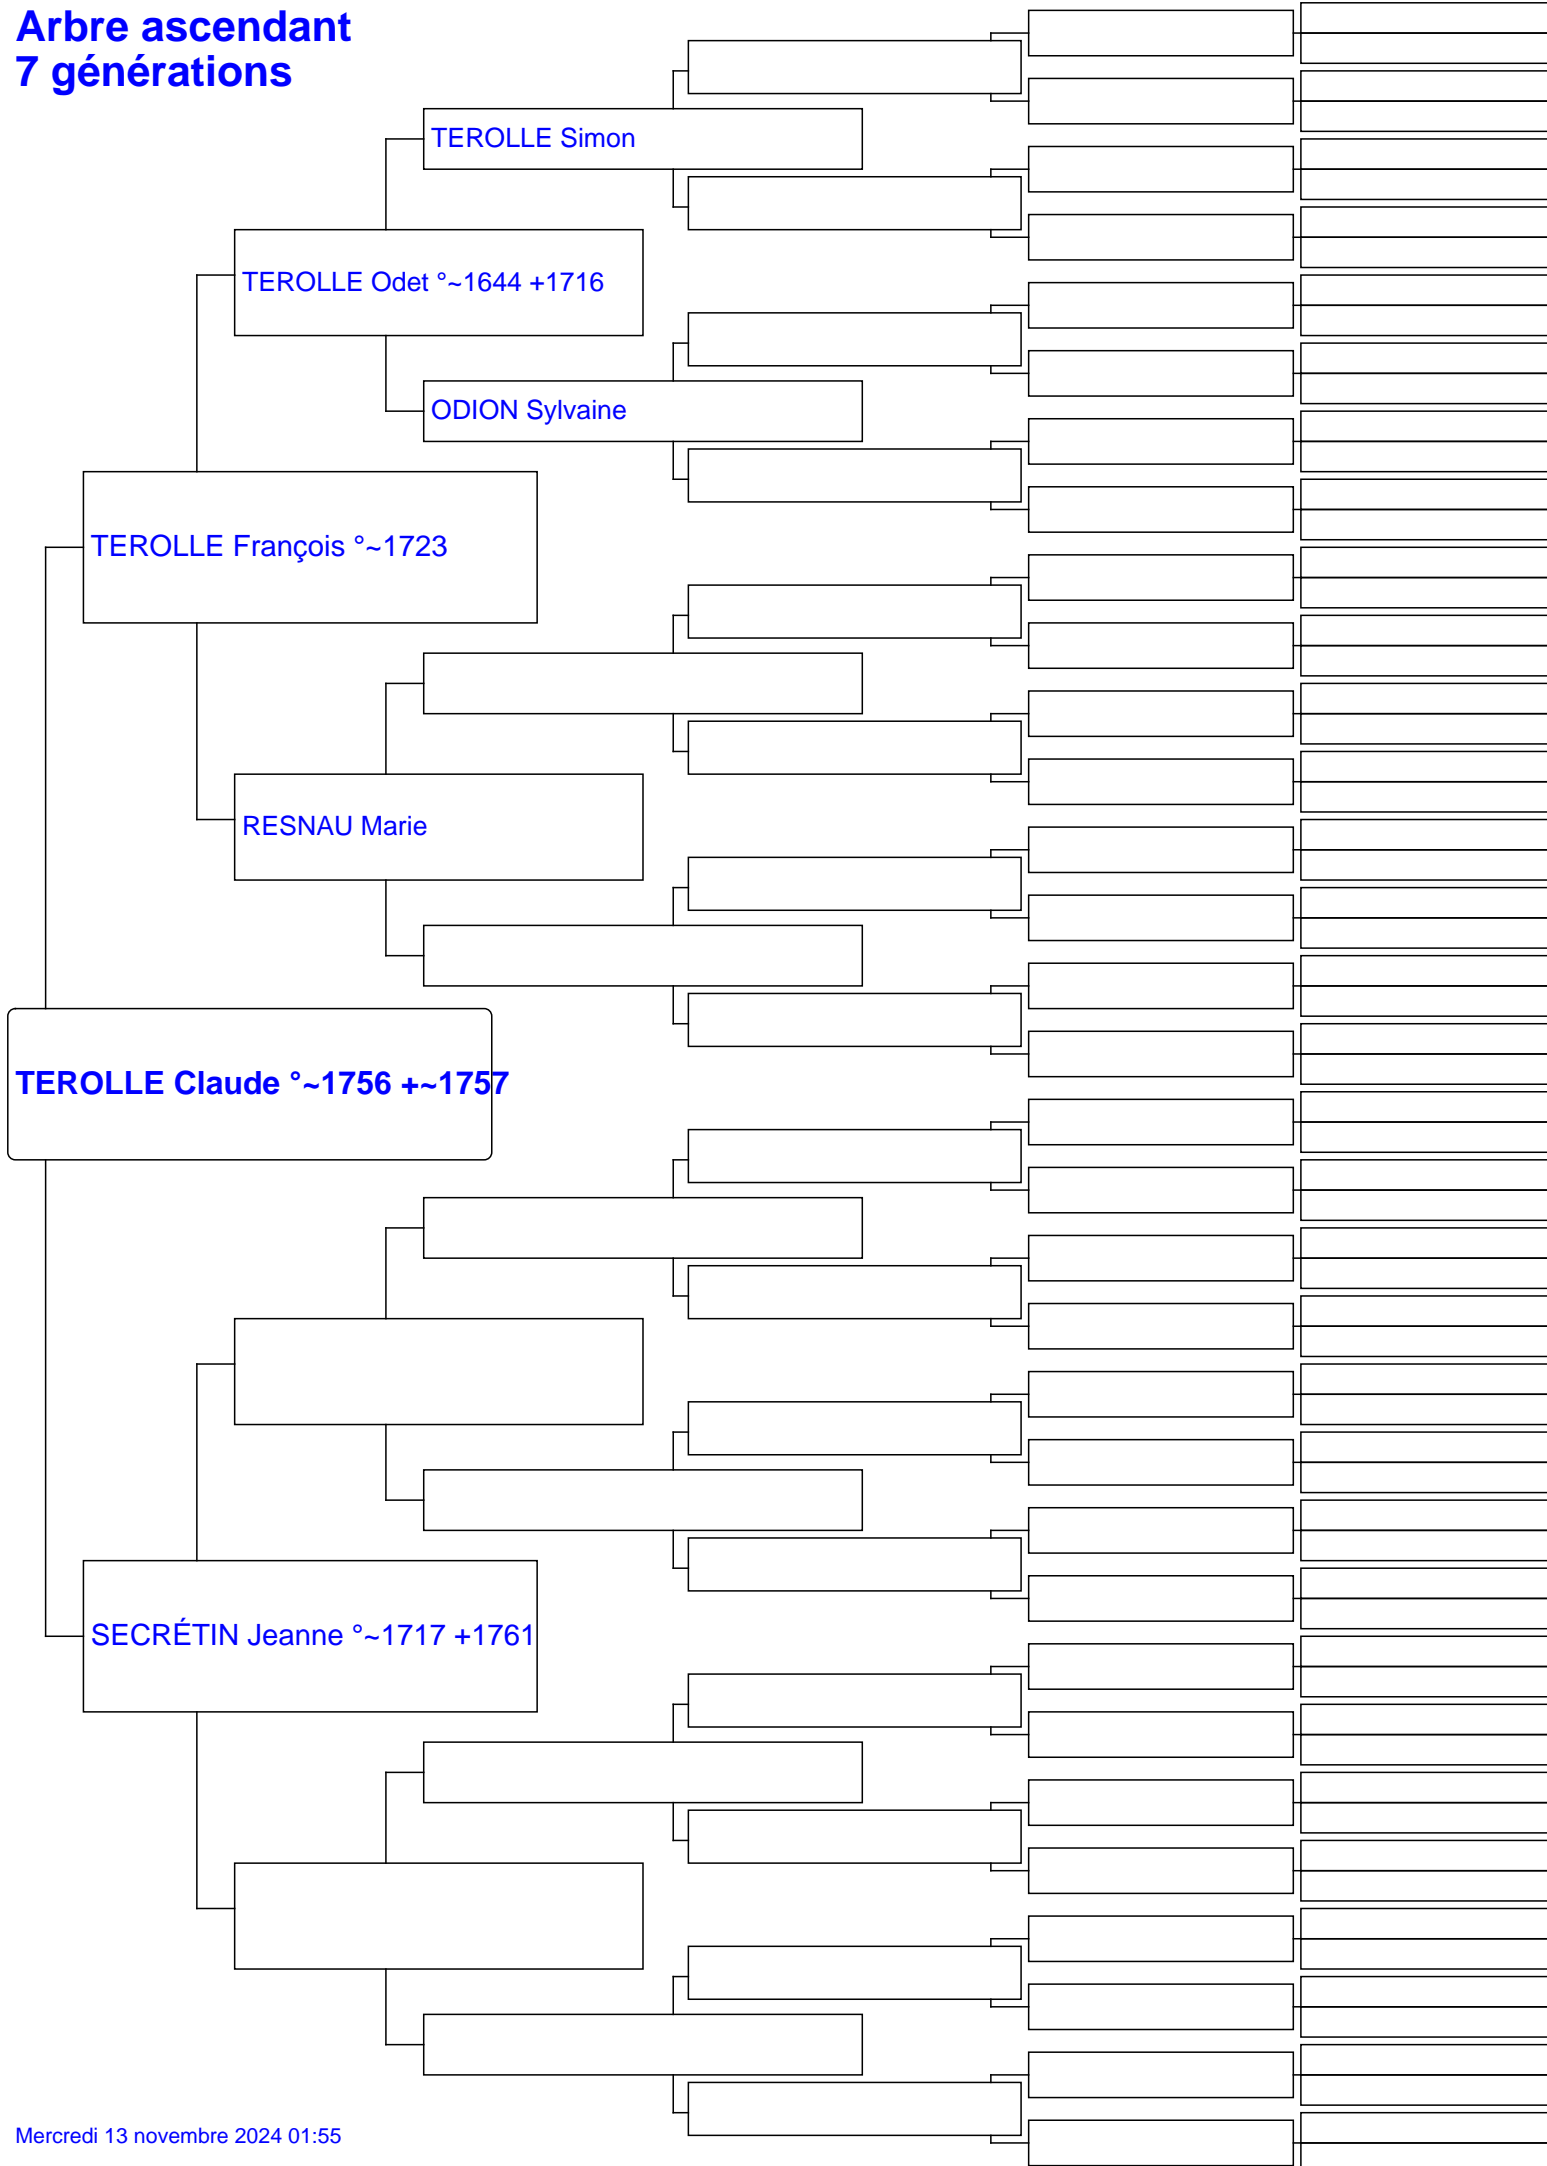 Arbre ascendant
7 générations
TEROLLE Simon
TEROLLE Odet °~1644 +1716
ODION Sylvaine
TEROLLE François °~1723
RESNAU Marie
TEROLLE Claude °~1756 +~1757
SECRÉTIN Jeanne °~1717 +1761
Mercredi 13 novembre 2024 01:55